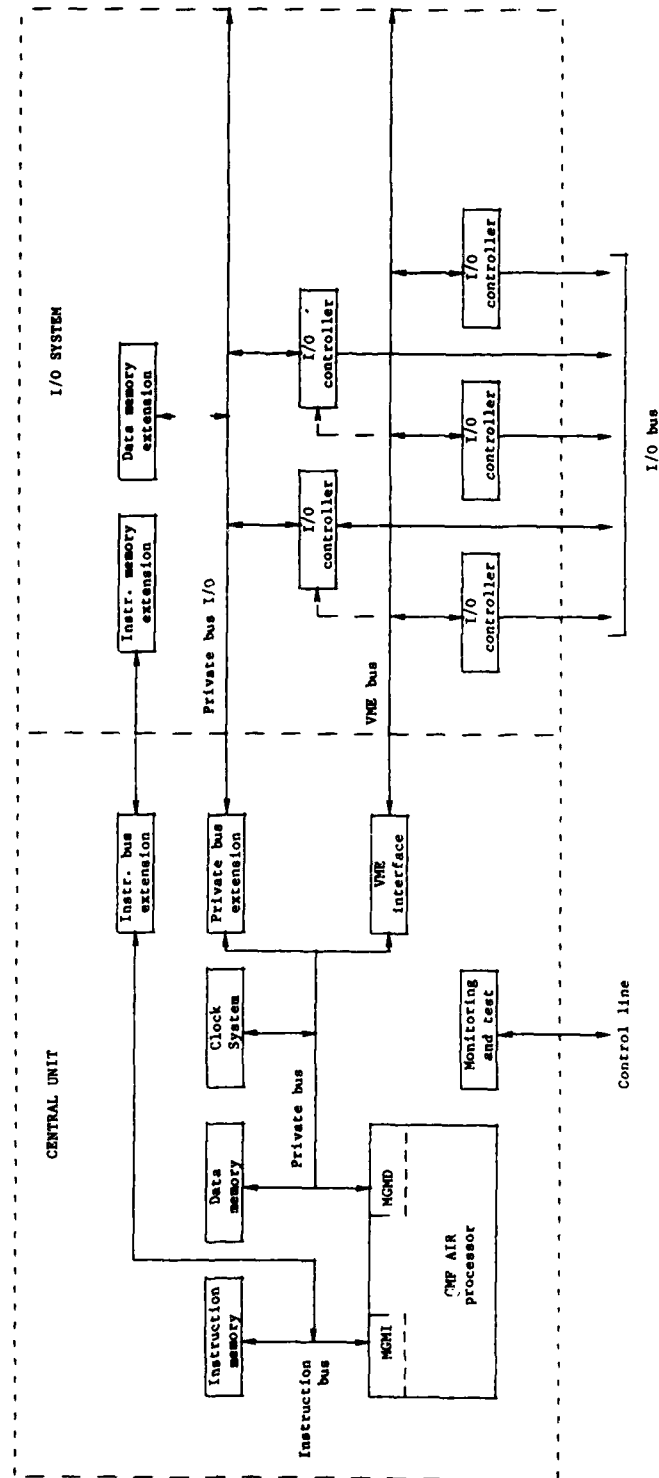 CENTRAL UNIT
I/O SYSTEM
Instr. bus
extension
Instr. memory
extension
Data memory
extension
Instruction
memory
Data
memory
Clock
System
Private bus
extension
Private bus I/O
Private bus
Instruction
bus
I/O
controller
I/O
controller
VME
interface
VME bus
MGMI
MGMD
AIR
processor
Monitoring
and test
I/O
controller
I/O
controller
I/O
controller
Control line
I/O bus